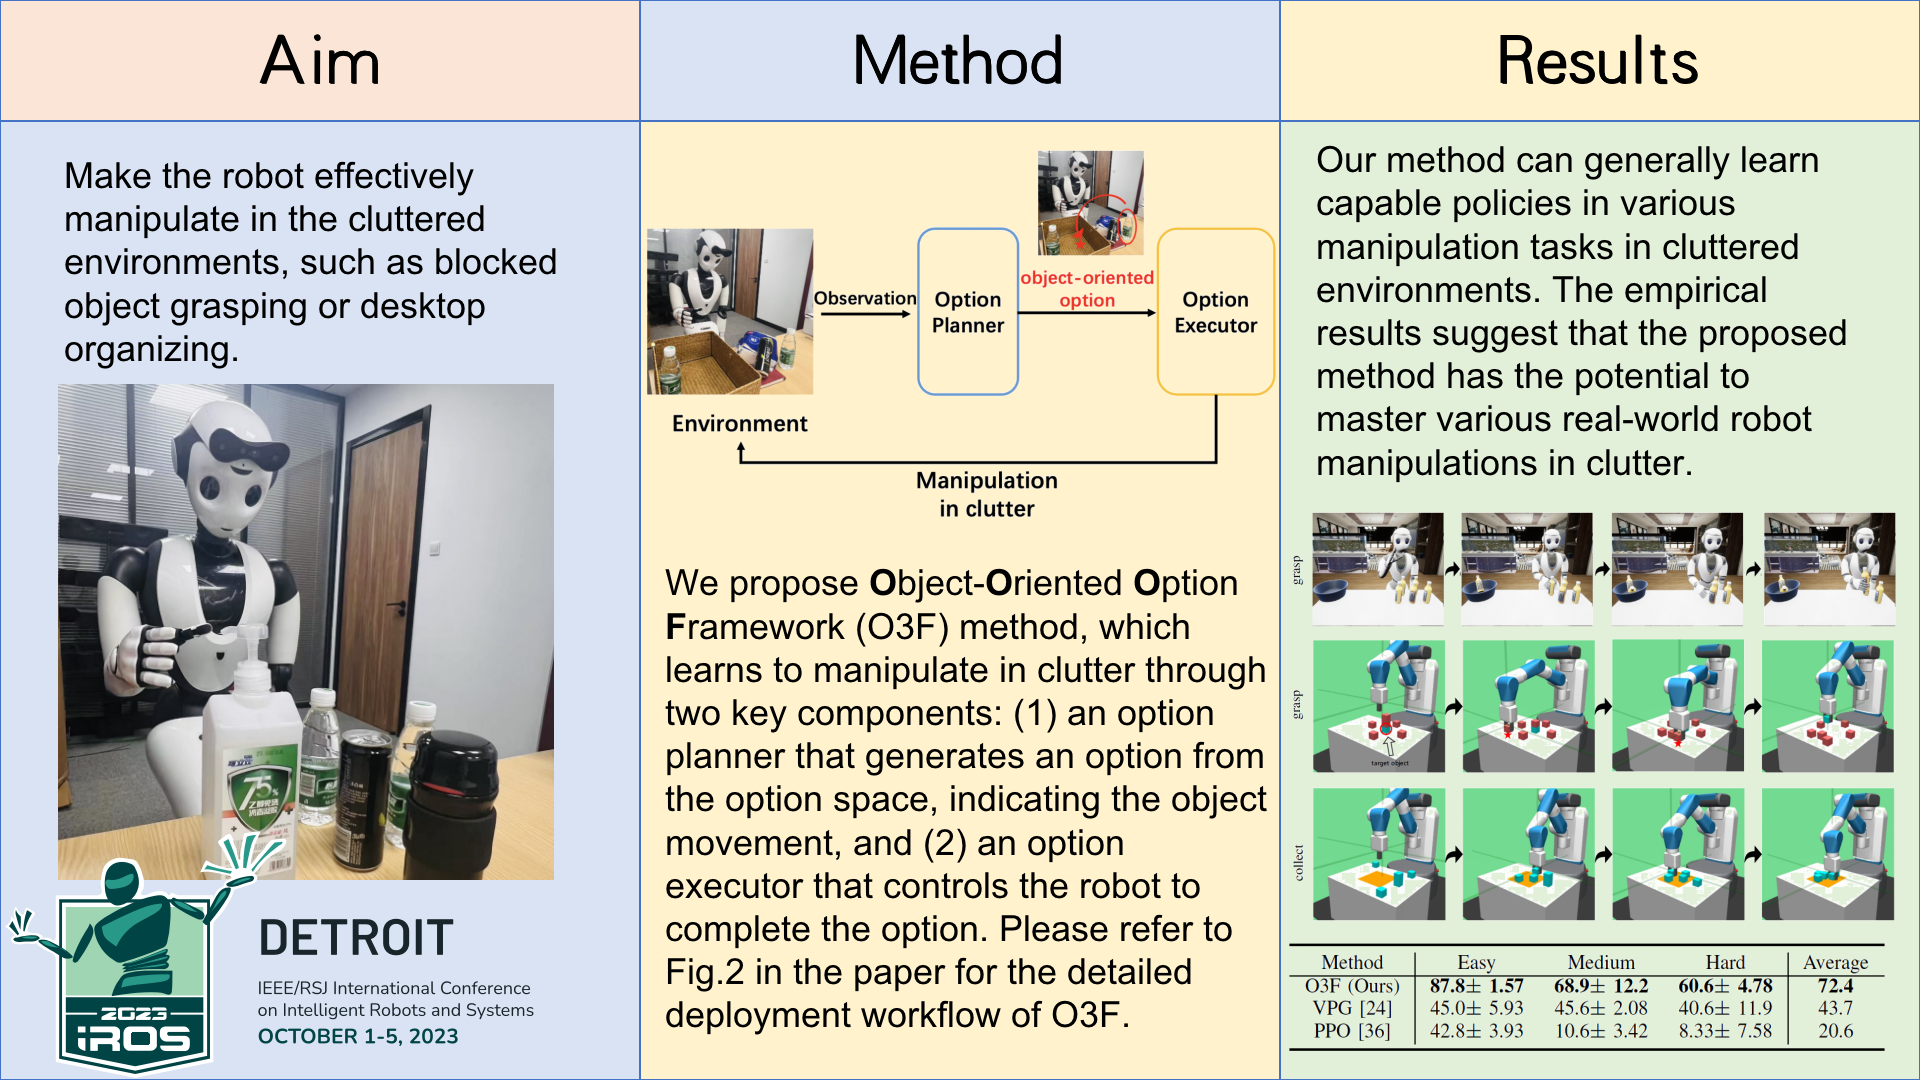 Aim
Make the robot effectively
manipulate in the cluttered
environments, such as blocked
object grasping or desktop
organizing.
75%
2023
IROS
DETROIT
IEEE/RSJ International Conference
on Intelligent Robots and Systems
OCTOBER 1-5, 2023
Method
Observation
Option
Planner
object-oriented
option
Option
Executor
Environment
Manipulation
in clutter
We propose Object-Oriented Option
Framework (O3F) method, which
learns to manipulate in clutter through
two key components: (1) an option
planner that generates an option from
the option space, indicating the object
movement, and (2) an option
executor that controls the robot to
complete the option. Please refer to
Fig.2 in the paper for the detailed
deployment workflow of O3F.
Results
Our method can generally learn
capable policies in various
manipulation tasks in cluttered
environments. The empirical
results suggest that the proposed
method has the potential to
master various real-world robot
manipulations in clutter.
grasp
grasp
target object
collect
Method Easy Medium Hard Average
O3F (Ours) 87.8± 1.57 68.9± 12.2 60.6± 4.78 72.4
VPG [24] 45.0± 5.93 45.6± 2.08 40.6± 11.9 43.7
PPO [36] 42.8± 3.93 10.6± 3.42 8.33± 7.58 20.6